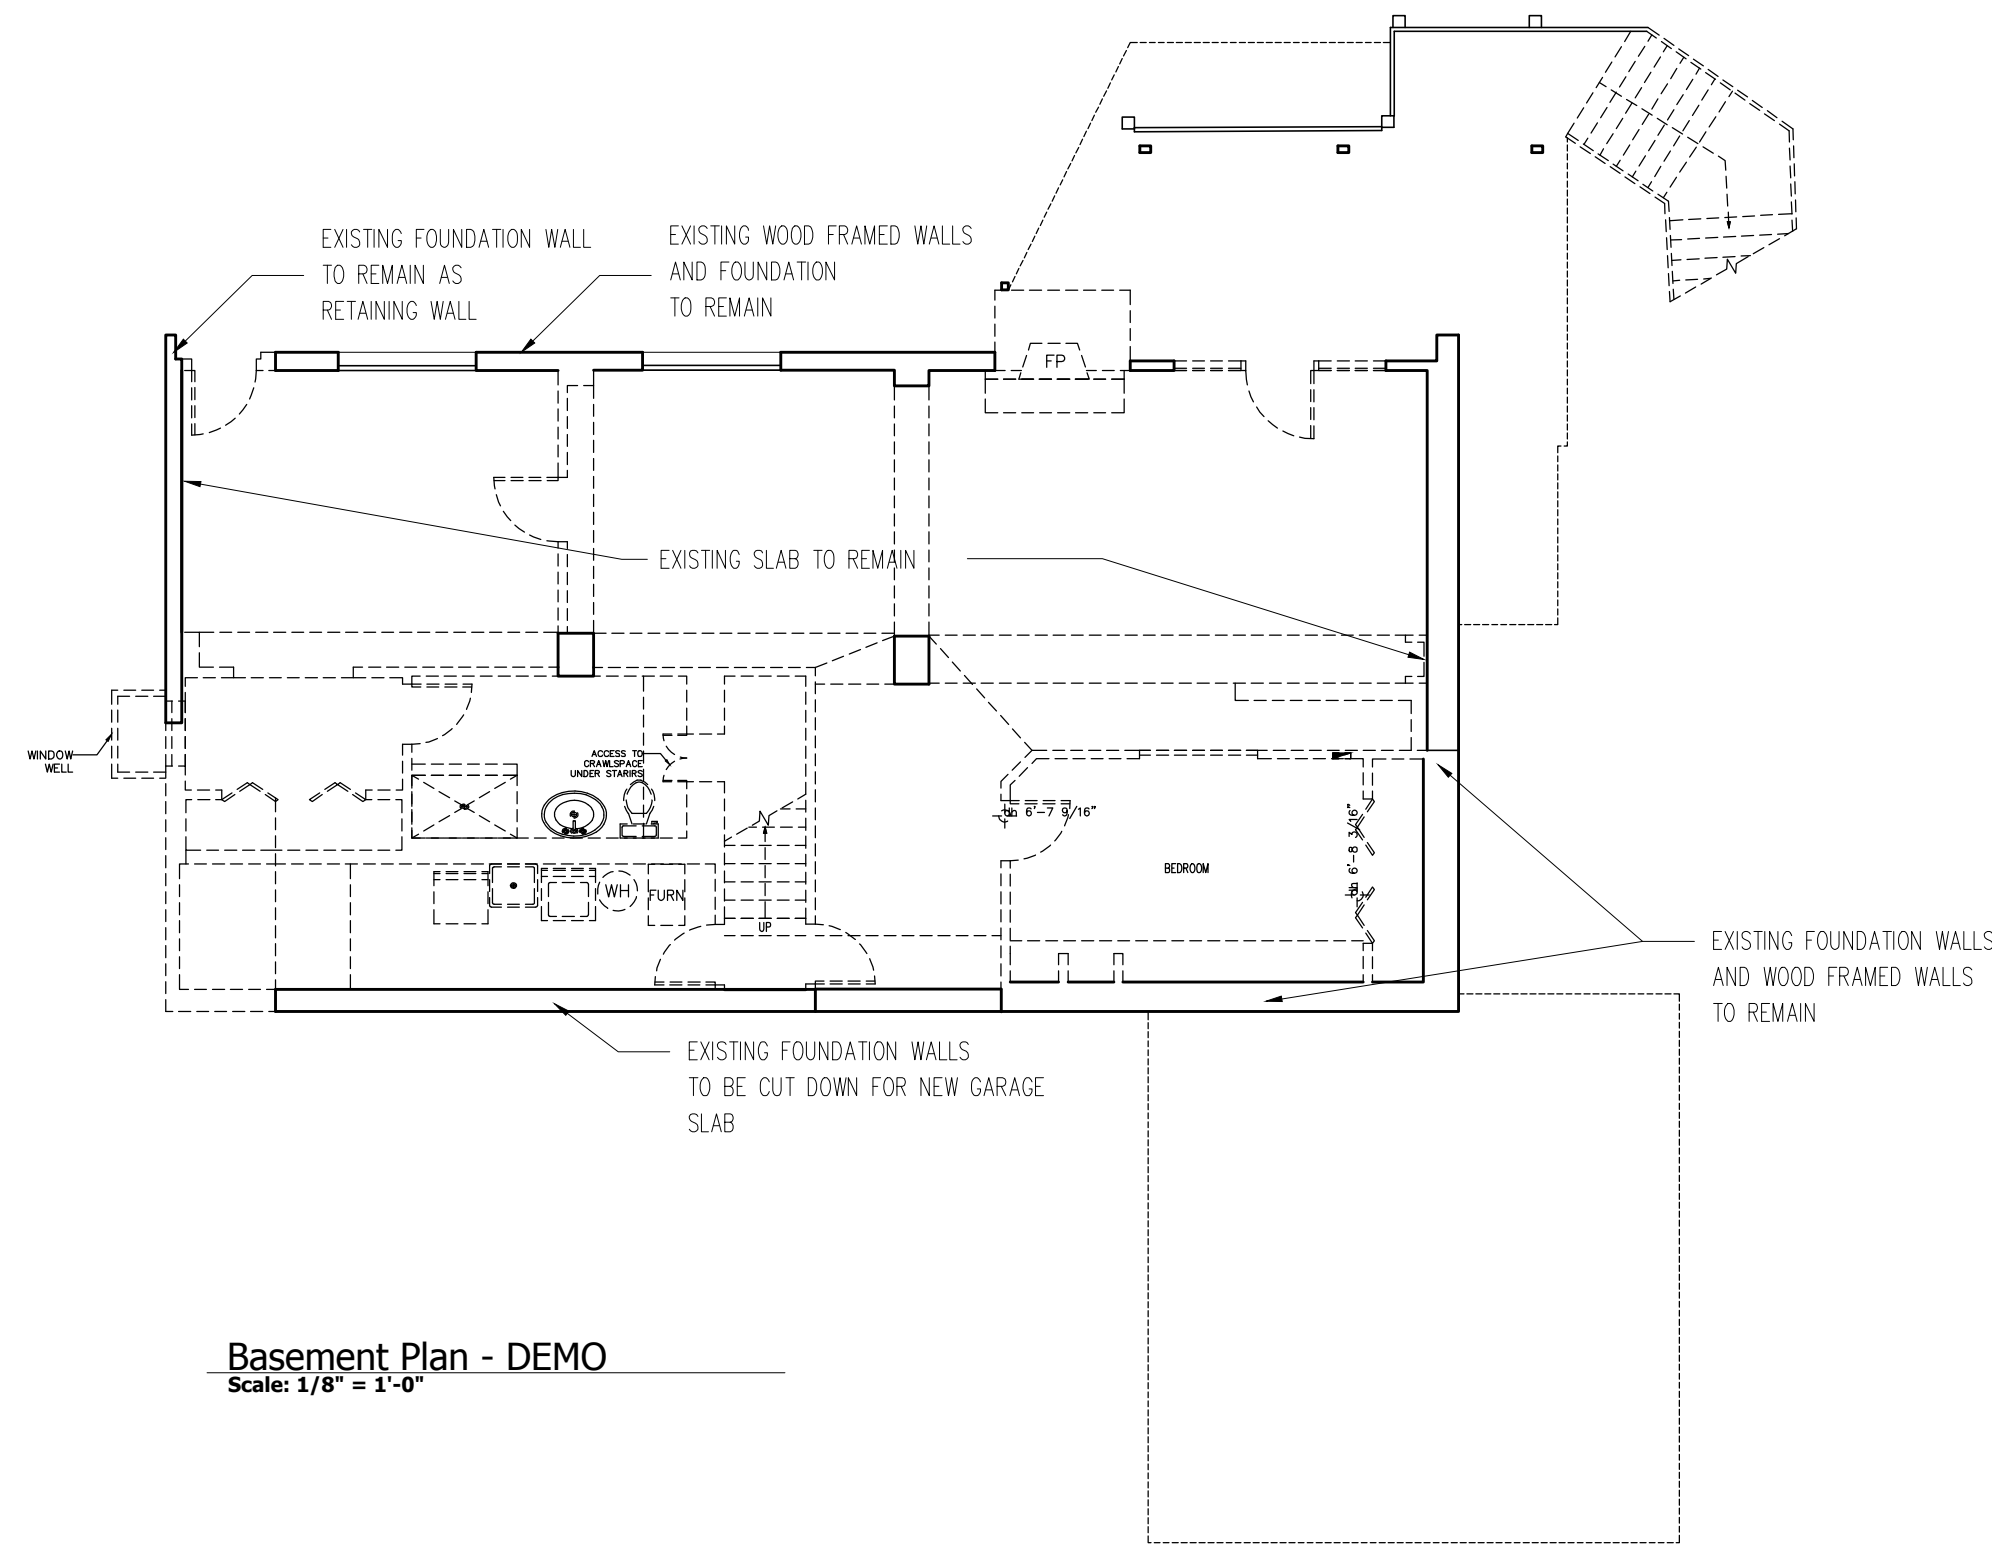 EXISTING FOUNDATION WALL
TO REMAIN AS
RETAINING WALL
EXISTING WOOD FRAMED WALLS
AND FOUNDATION
TO REMAIN
FP
EXISTING SLAB TO REMAIN
WINDOW
WELL
ACCESS TO
CRAWLSPACE
UNDER STARIRS
dh 6'-7 9/16"
dh 6'-8 3/16"
BEDROOM
WH
FURN
UP
EXISTING FOUNDATION WALLS
AND WOOD FRAMED WALLS
TO REMAIN
EXISTING FOUNDATION WALLS
TO BE CUT DOWN FOR NEW GARAGE
SLAB
Basement Plan - DEMO
Scale: 1/8" = 1'-0"